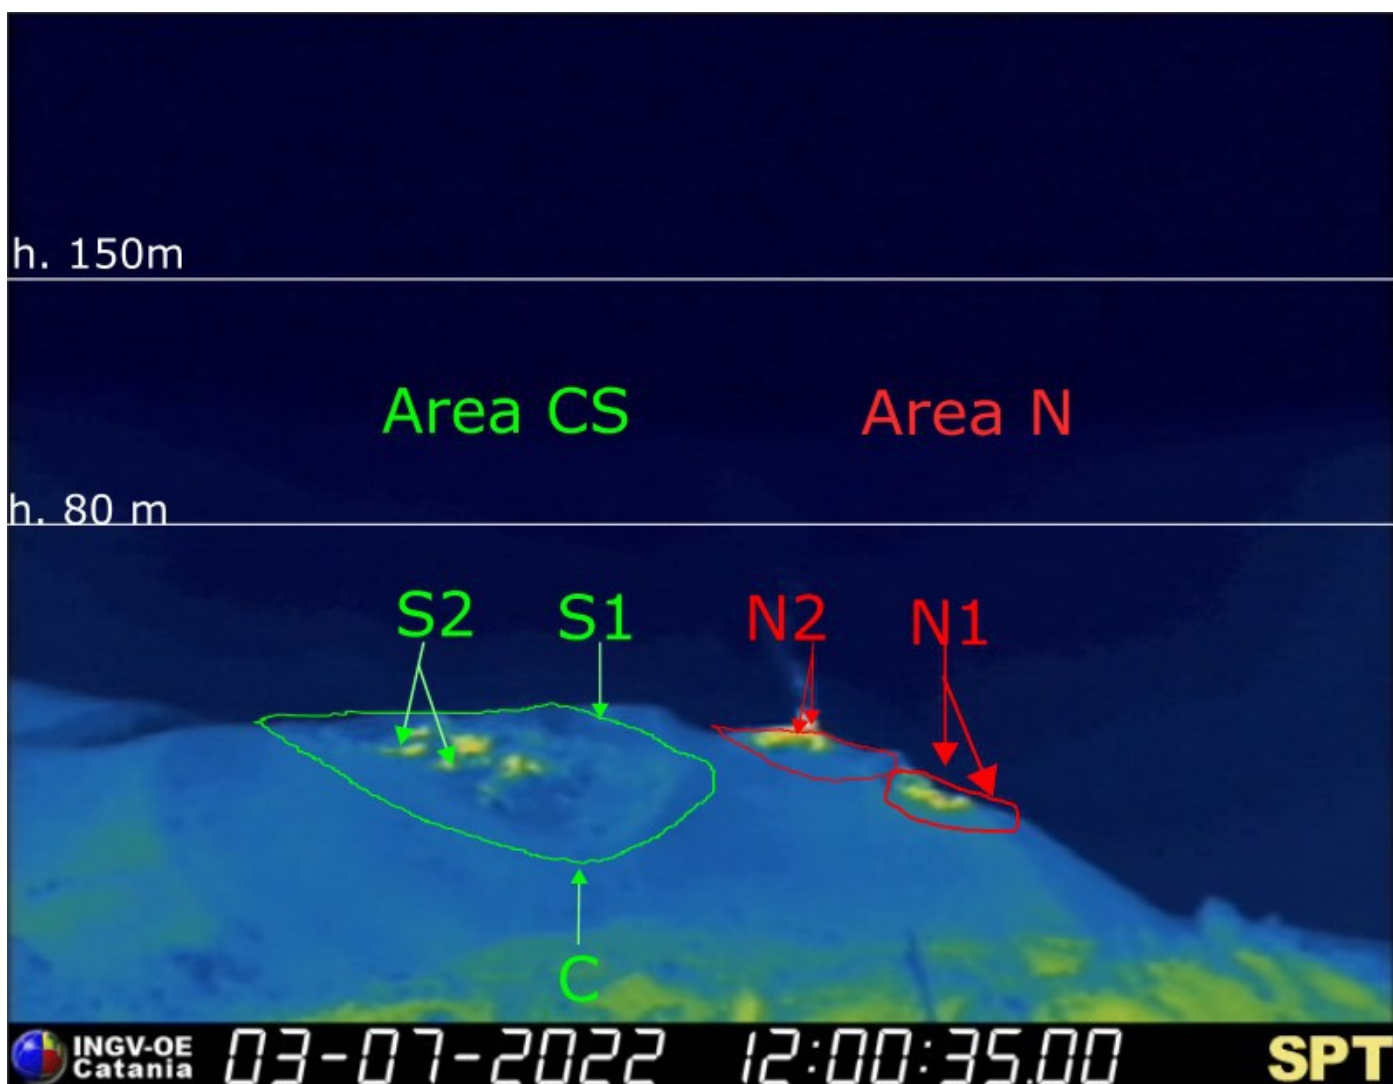 h. 150m
Area CS
Area N
h. 80 m
S2
S1
N2
N1
C
INGV-OE
Catania
03-07-2022
12:00:35.00
SPT